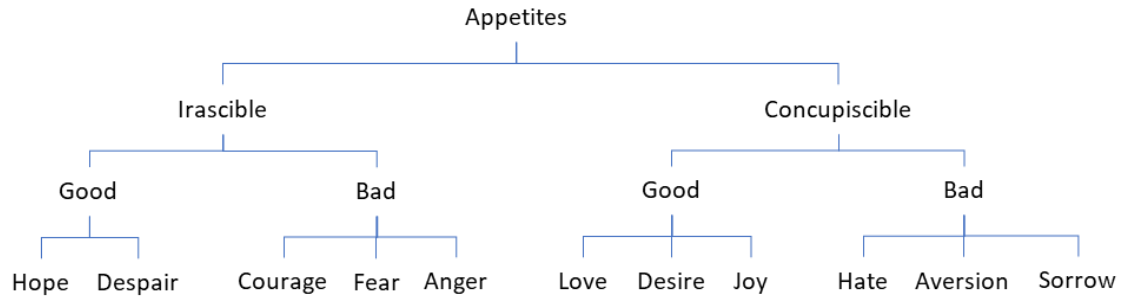 Appetites
Irascible Concupiscible
Good Bad Good Bad
Hope Despair Courage Fear Anger Love Desire Joy Hate Aversion Sorrow